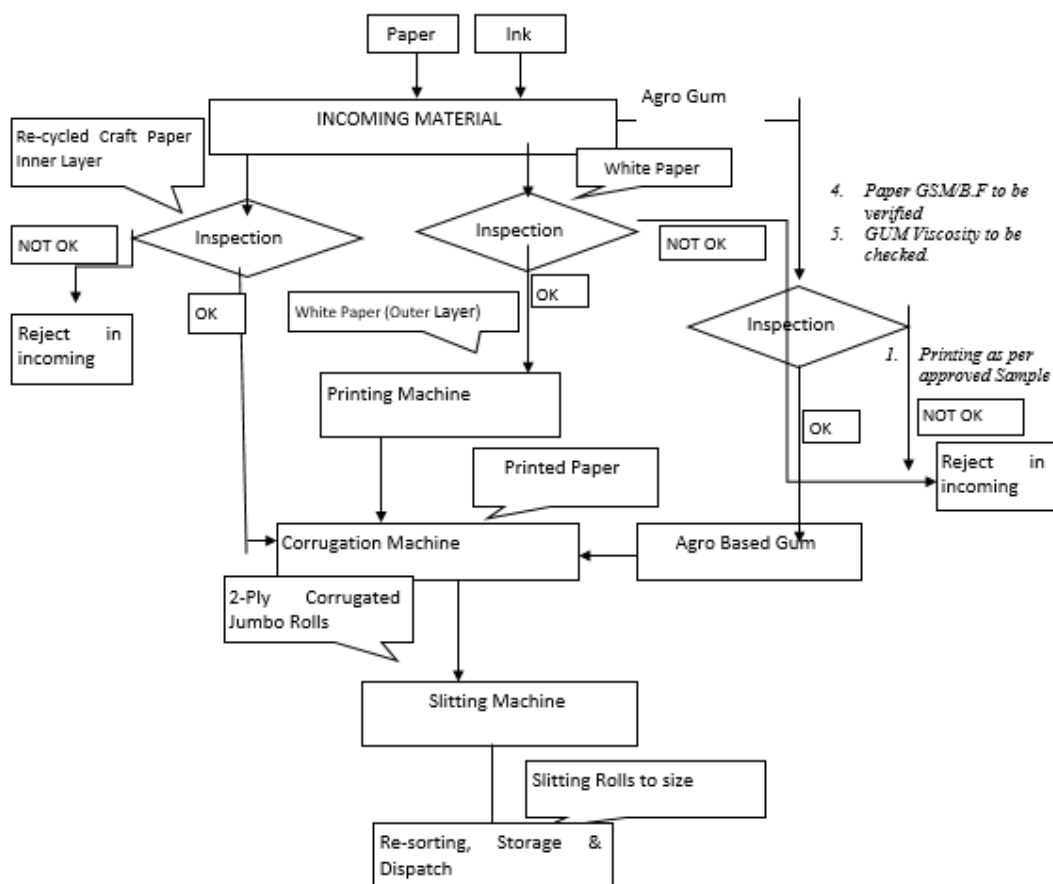 Paper
Ink
Agro Gum
INCOMING MATERIAL
Re-cycled Craft Paper
Inner Layer
White Paper
4. Paper GSM/B.F to be
verified
5. GUM Viscosity to be
checked.
NOT OK
Inspection
Inspection
NOT OK
OK
OK
White Paper (Outer Layer)
Inspection
Reject in
incoming
1. Printing as per
approved Sample
Printing Machine
OK
NOT OK
Printed Paper
Reject in
incoming
Corrugation Machine
Agro Based Gum
2-Ply Corrugated
Jumbo Rolls
Slitting Machine
Slitting Rolls to size
Re-sorting, Storage &
Dispatch